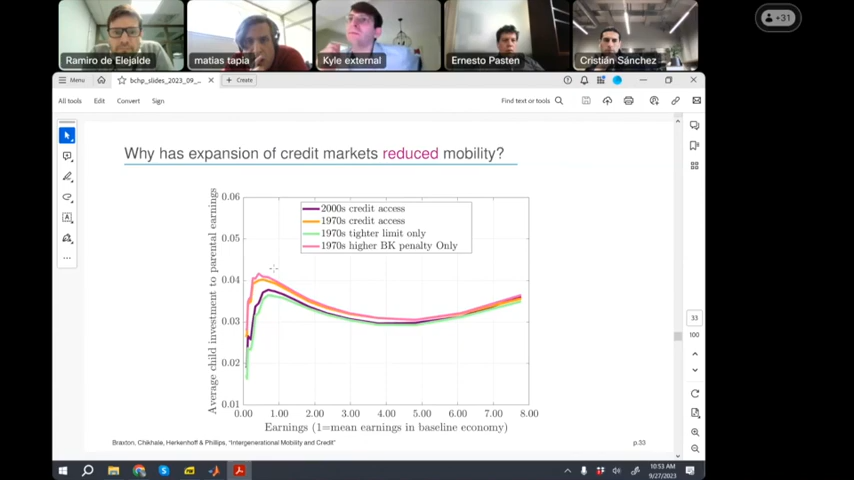 +31
Ramiro de Elejalde
matias tapia
Kyle external
Ernesto Pasten
Cristián Sánchez
Menu
bchp_slides_2023_09_...
Create
All tools
Edit
Convert
Sign
Find text or tools
Why has expansion of credit markets reduced mobility?
Average child investment to parental earnings
0.06
0.05
0.04
0.03
0.02
0.01
2000s credit access
1970s credit access
1970s tighter limit only
1970s higher BK penalty Only
0.00 1.00 2.00 3.00 4.00 5.00 6.00 7.00 8.00
Earnings (1=mean earnings in baseline economy)
Braxton, Chikhale, Herkenhoff & Phillips, "Intergenerational Mobility and Credit"
p.33
33
100
10:53 AM
9/27/2023